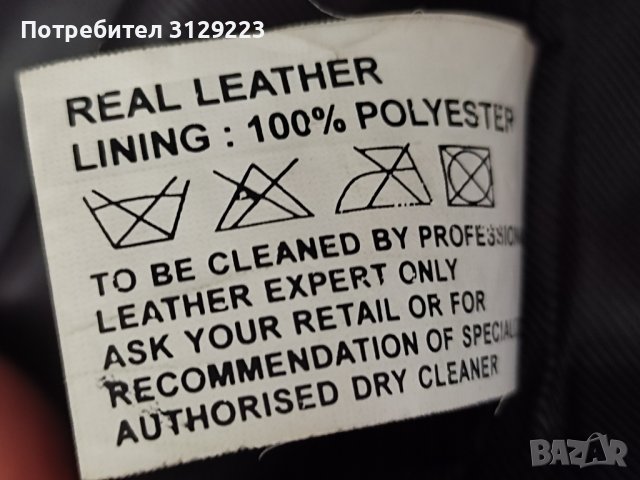 Потребител 3129223
REAL LEATHER
LINING : 100% POLYESTER
TO BE CLEANED BY PROFESSIONAL
LEATHER EXPERT ONLY
ASK YOUR RETAIL OR FOR
RECOMMENDATION OF
AUTHORISED DRY CLEANER
BAZAR